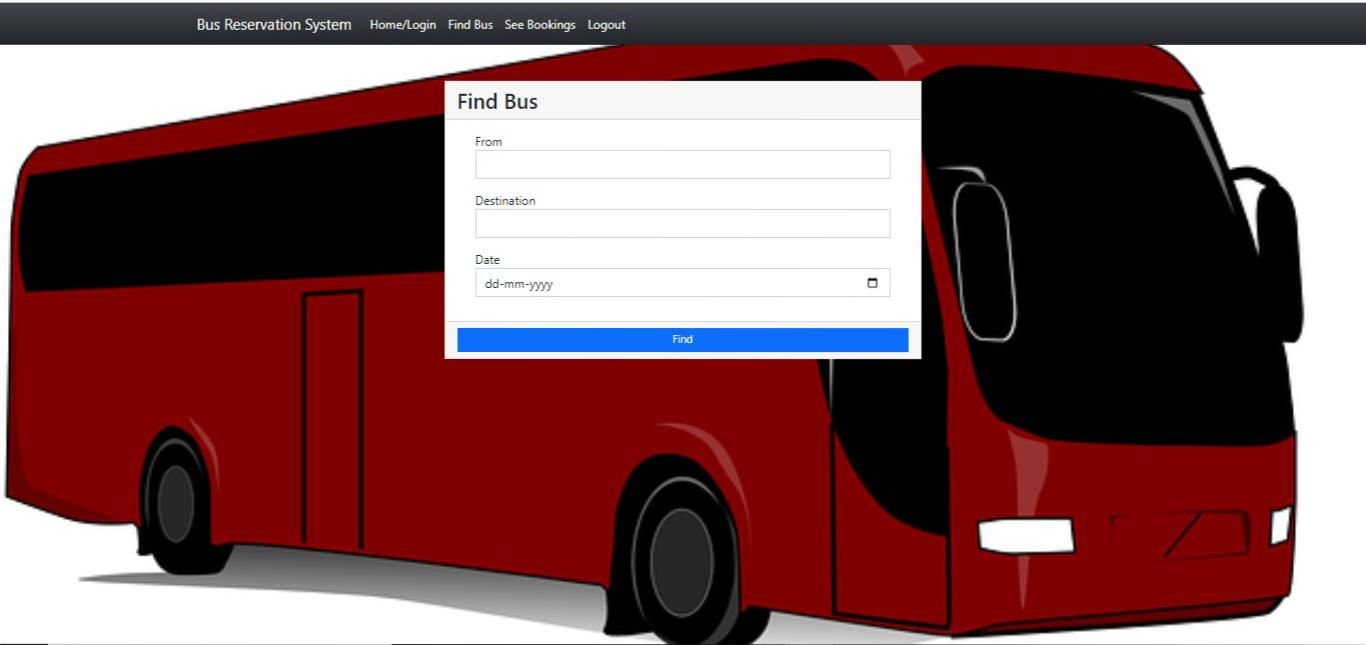 Bus Reservation System Home/Login Find Bus See Bookings Logout
Find Bus
From
Destination
Date
dd-mm-yyyy
Find